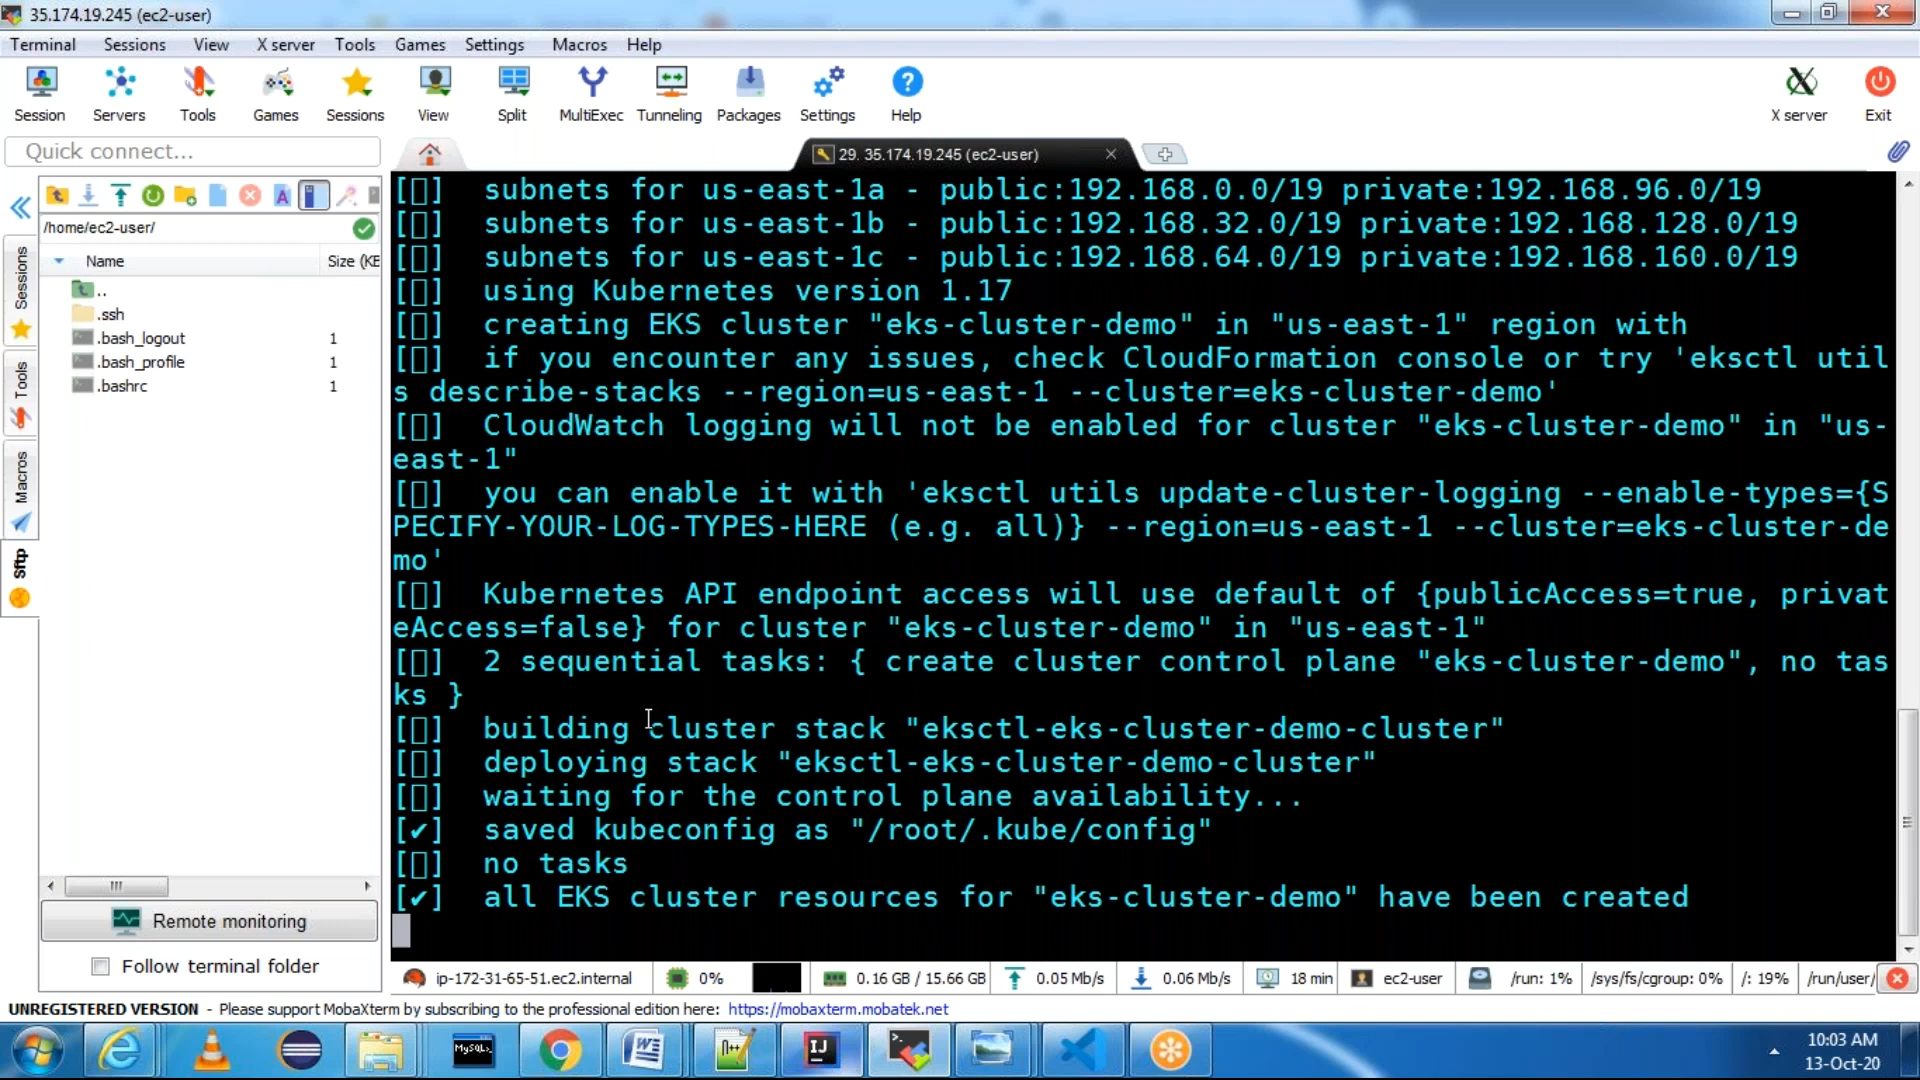 35.174.19.245 (ec2-user)
Terminal Sessions View X server Tools Games Settings Macros Help
Session Servers Tools Games Sessions View Split MultiExec Tunneling Packages Settings Help X server Exit
Quick connect...
29. 35.174.19.245 (ec2-user)
/home/ec2-user/
Name Size (KE
..
.ssh
.bash_logout 1
.bash_profile 1
.bashrc 1
Sessions
Tools
Macros
Sftp
Remote monitoring
Follow terminal folder
[▯] subnets for us-east-1a - public:192.168.0.0/19 private:192.168.96.0/19
[▯] subnets for us-east-1b - public:192.168.32.0/19 private:192.168.128.0/19
[▯] subnets for us-east-1c - public:192.168.64.0/19 private:192.168.160.0/19
[▯] using Kubernetes version 1.17
[▯] creating EKS cluster "eks-cluster-demo" in "us-east-1" region with
[▯] if you encounter any issues, check CloudFormation console or try 'eksctl util
s describe-stacks --region=us-east-1 --cluster=eks-cluster-demo'
[▯] CloudWatch logging will not be enabled for cluster "eks-cluster-demo" in "us-
east-1"
[▯] you can enable it with 'eksctl utils update-cluster-logging --enable-types={S
PECIFY-YOUR-LOG-TYPES-HERE (e.g. all)} --region=us-east-1 --cluster=eks-cluster-de
mo'
[▯] Kubernetes API endpoint access will use default of {publicAccess=true, privat
eAccess=false} for cluster "eks-cluster-demo" in "us-east-1"
[▯] 2 sequential tasks: { create cluster control plane "eks-cluster-demo", no tas
ks }
[▯] building cluster stack "eksctl-eks-cluster-demo-cluster"
[▯] deploying stack "eksctl-eks-cluster-demo-cluster"
[▯] waiting for the control plane availability...
[✔] saved kubeconfig as "/root/.kube/config"
[▯] no tasks
[✔] all EKS cluster resources for "eks-cluster-demo" have been created
ip-172-31-65-51.ec2.internal 0% 0.16 GB / 15.66 GB 0.05 Mb/s 0.06 Mb/s 18 min ec2-user /run: 1% /sys/fs/cgroup: 0% /: 19% /run/user/
UNREGISTERED VERSION - Please support MobaXterm by subscribing to the professional edition here: https://mobaxterm.mobatek.net
MySQL
N++
IJ
10:03 AM
13-Oct-20